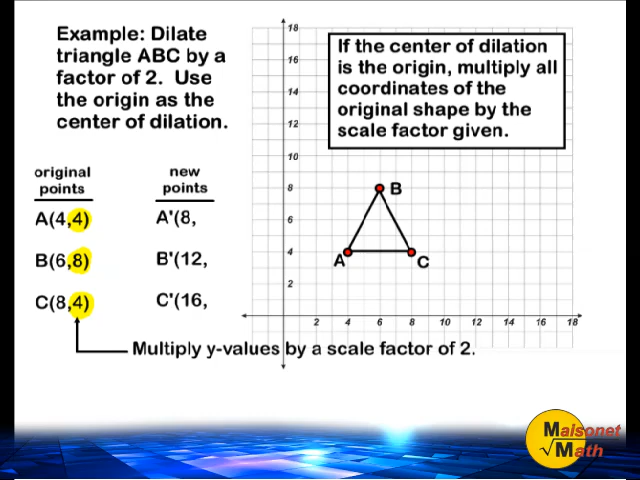 Example: Dilate
triangle ABC by a
factor of 2. Use
the origin as the
center of dilation.
If the center of dilation
is the origin, multiply all
coordinates of the
original shape by the
scale factor given.
original
points
new
points
A(4,4)
A'(8,
B(6,8)
B'(12,
C(8,4)
C'(16,
Multiply y-values by a scale factor of 2.
18
16
14
12
10
8
6
4
2
B
A
C
2 4 6 8 10 12 14 16 18
Maisonet
√Math